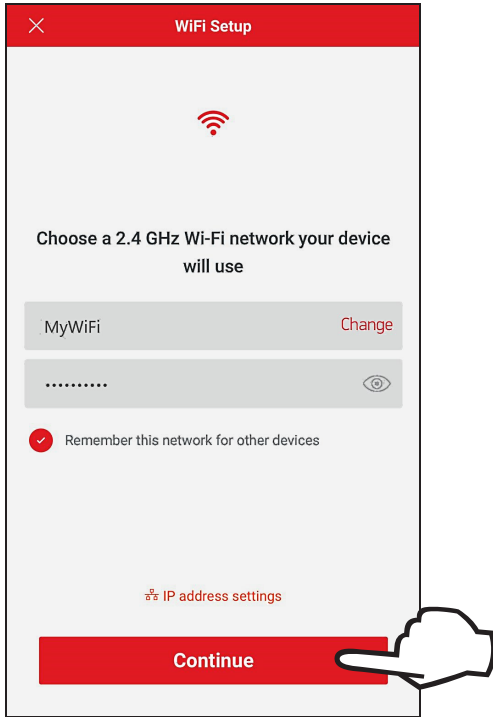 WiFi Setup
Choose a 2.4 GHz Wi-Fi network your device
will use
MyWiFi Change
••••••••••
Remember this network for other devices
IP address settings
Continue